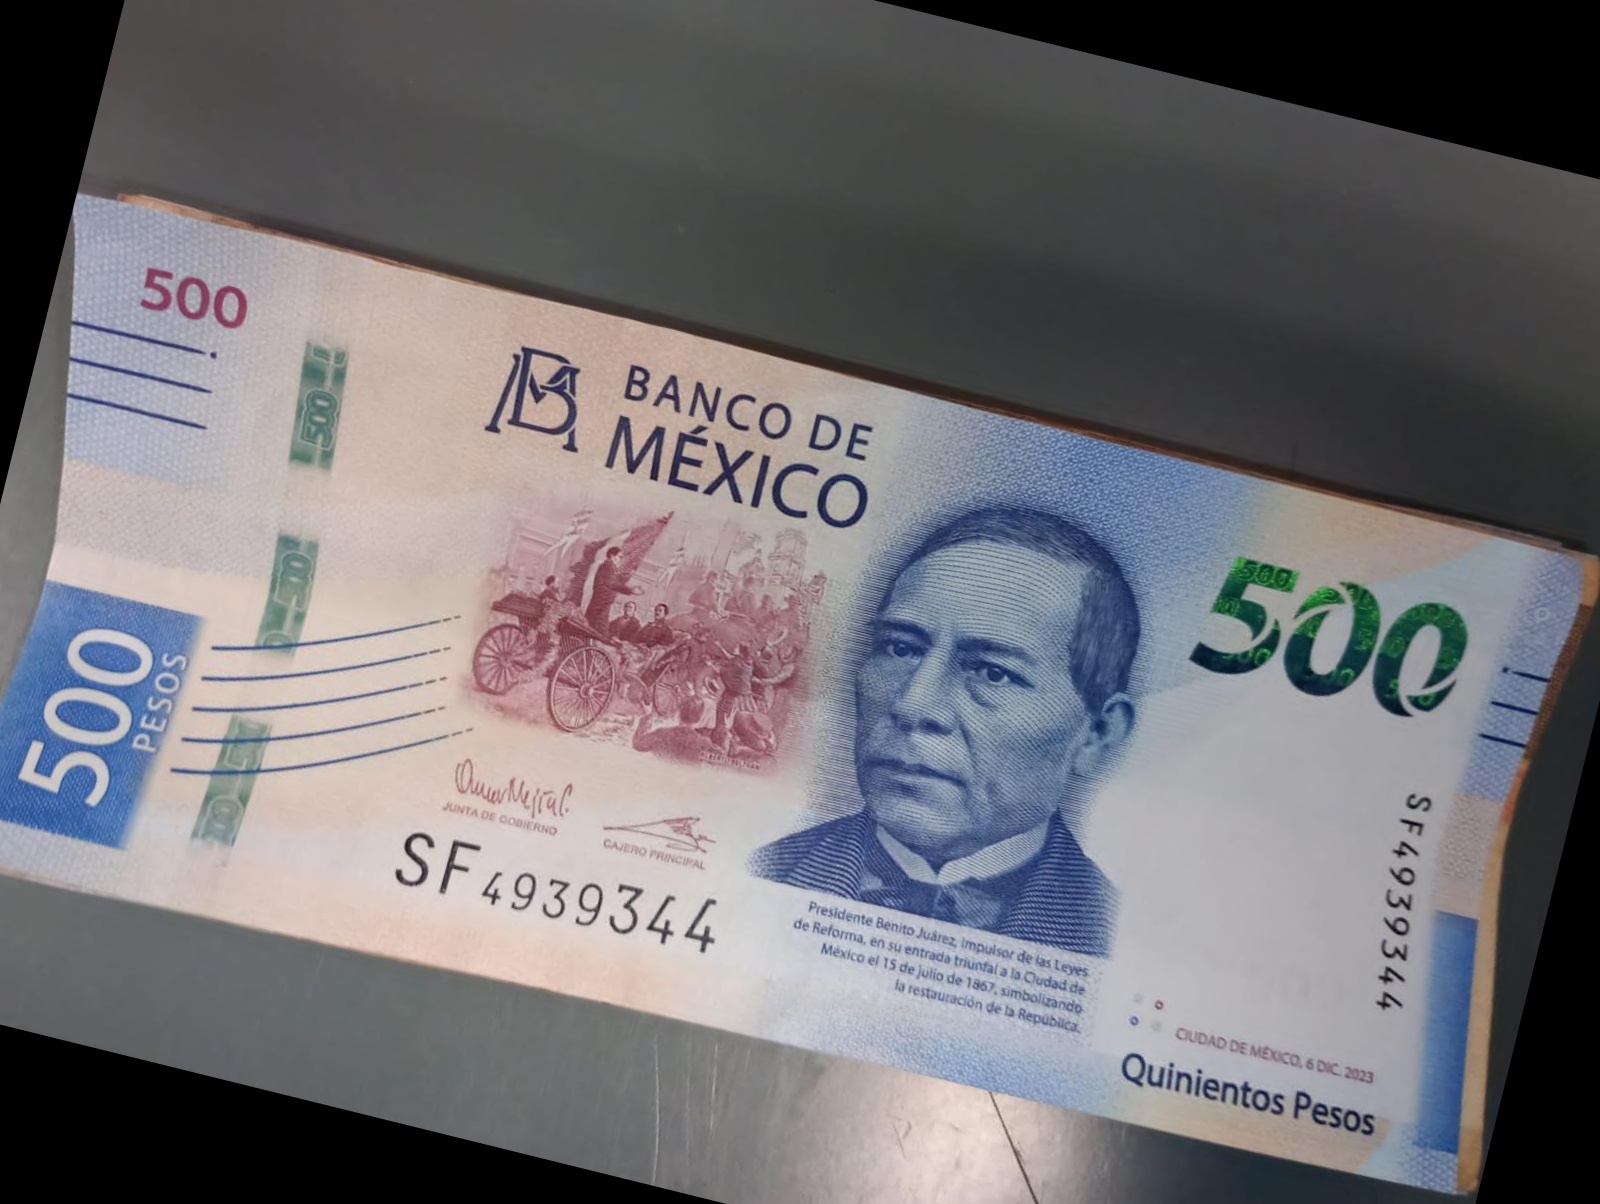 500
BANCO DE
MÉXICO
500
500
PESOS
500
JUNTA DE GOBIERNO
CAJERO PRINCIPAL
SF4939344
SF4939344
Presidente Benito Juárez, impulsor de las Leyes
de Reforma, en su entrada triunfal a la Ciudad de
México el 15 de julio de 1867, simbolizando
la restauración de la República.
CIUDAD DE MÉXICO, 6 DIC. 2023
Quinientos Pesos